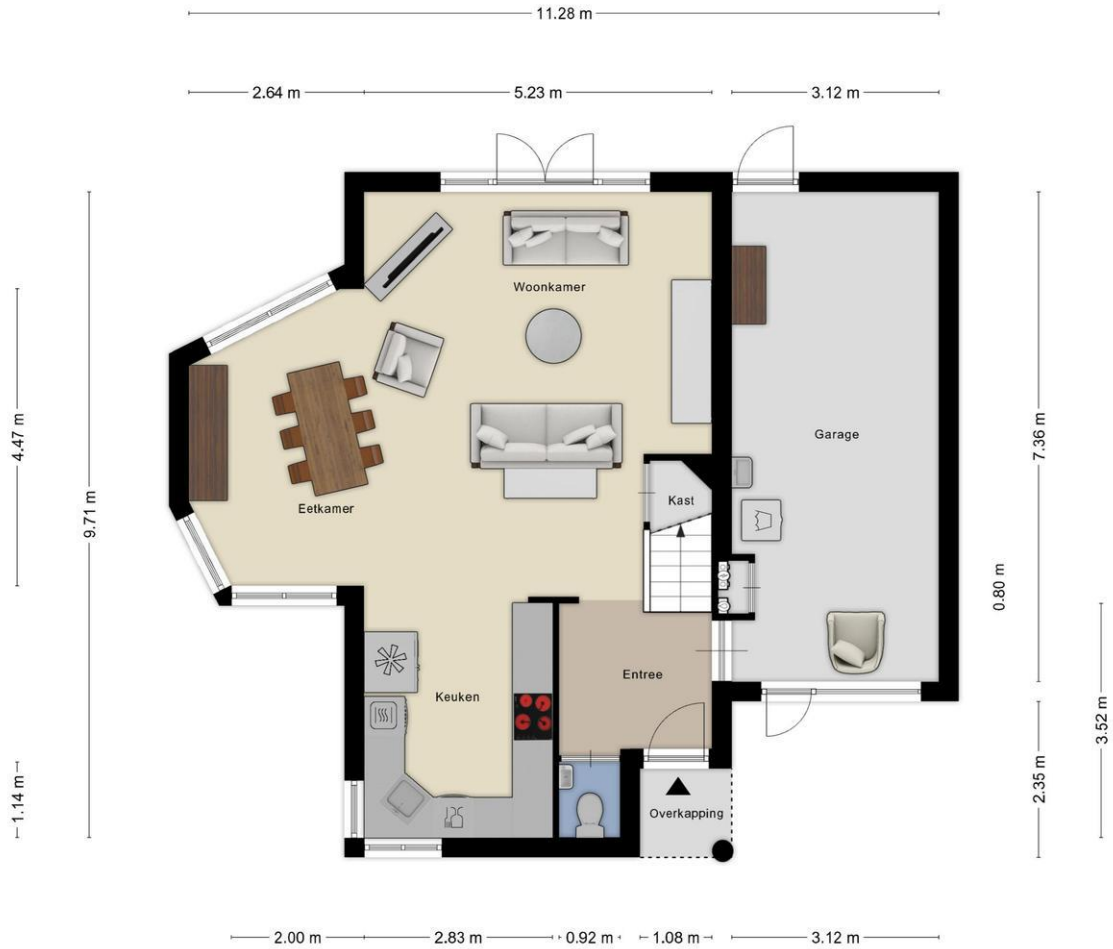 11.28 m
2.64 m
5.23 m
3.12 m
Woonkamer
4.47 m
9.71 m
7.36 m
Garage
Kast
Eetkamer
0.80 m
Entree
Keuken
3.52 m
1.14 m
2.35 m
Overkapping
2.00 m
2.83 m
0.92 m
1.08 m
3.12 m